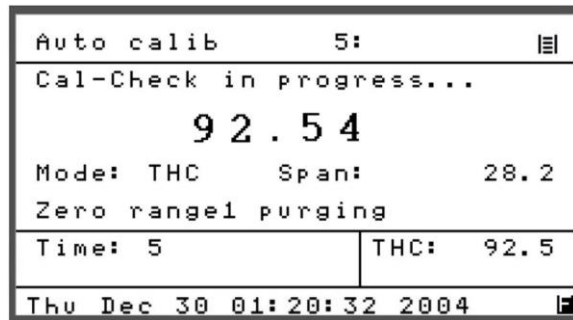 Auto calib 5:
Cal-Check in progress...
92.54
Mode: THC Span: 28.2
Zero range1 purging
Time: 5 THC: 92.5
Thu Dec 30 01:20:32 2004 F